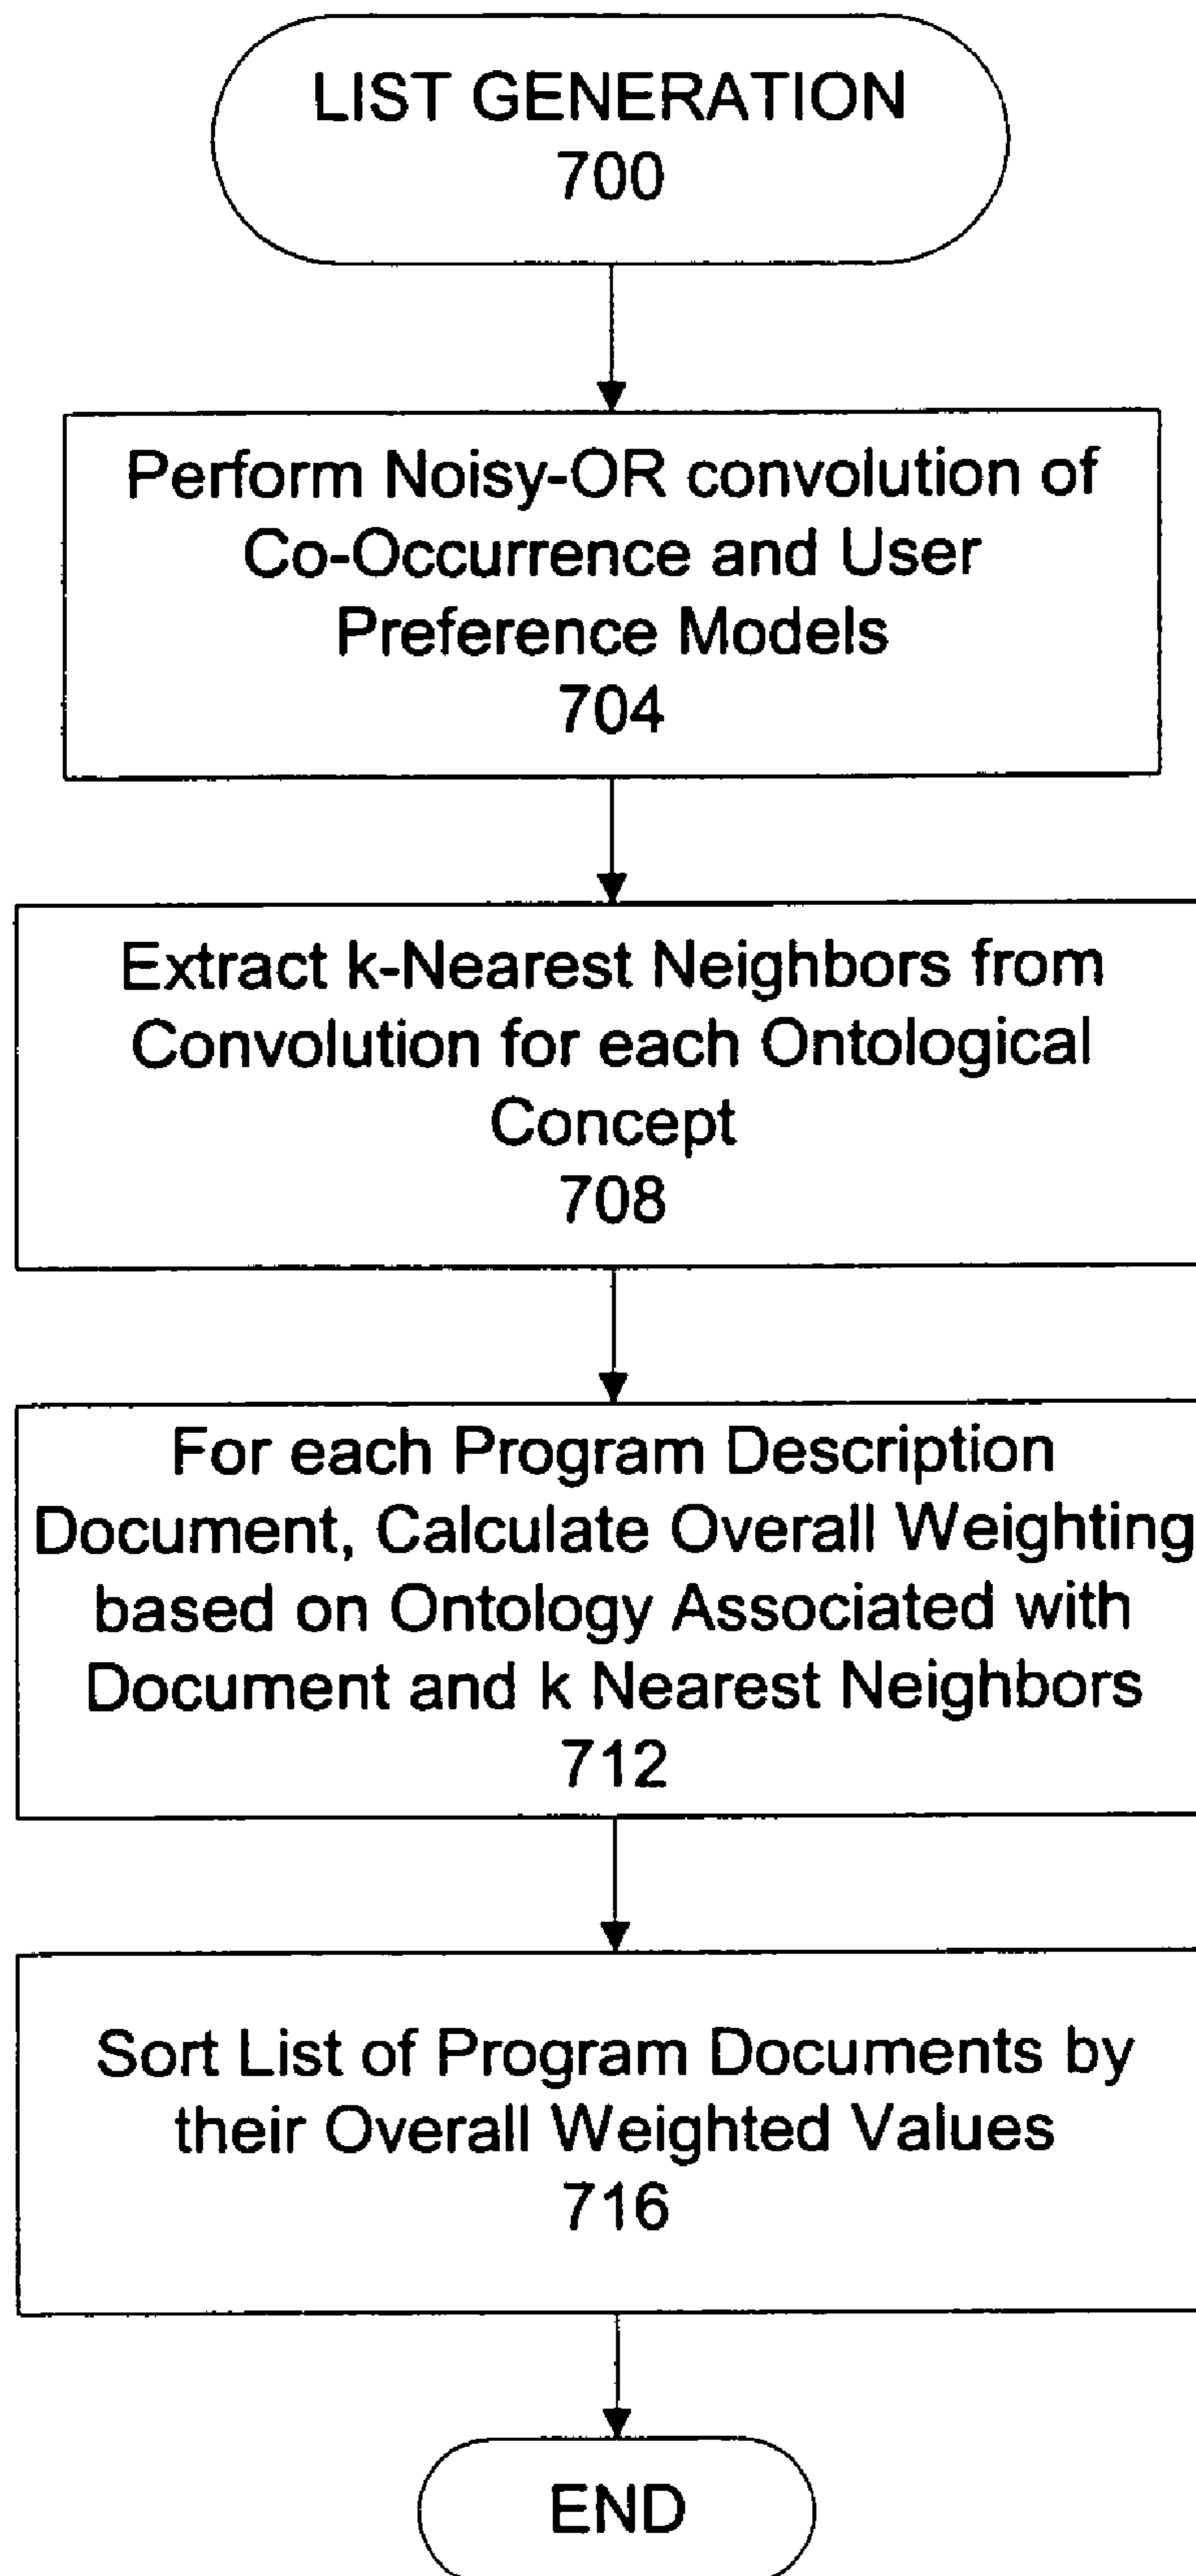 LIST GENERATION
700
Perform Noisy-OR convolution of
Co-Occurrence and User
Preference Models
704
Extract k-Nearest Neighbors from
Convolution for each Ontological
Concept
708
For each Program Description
Document, Calculate Overall Weighting
based on Ontology Associated with
Document and k Nearest Neighbors
712
Sort List of Program Documents by
their Overall Weighted Values
716
END